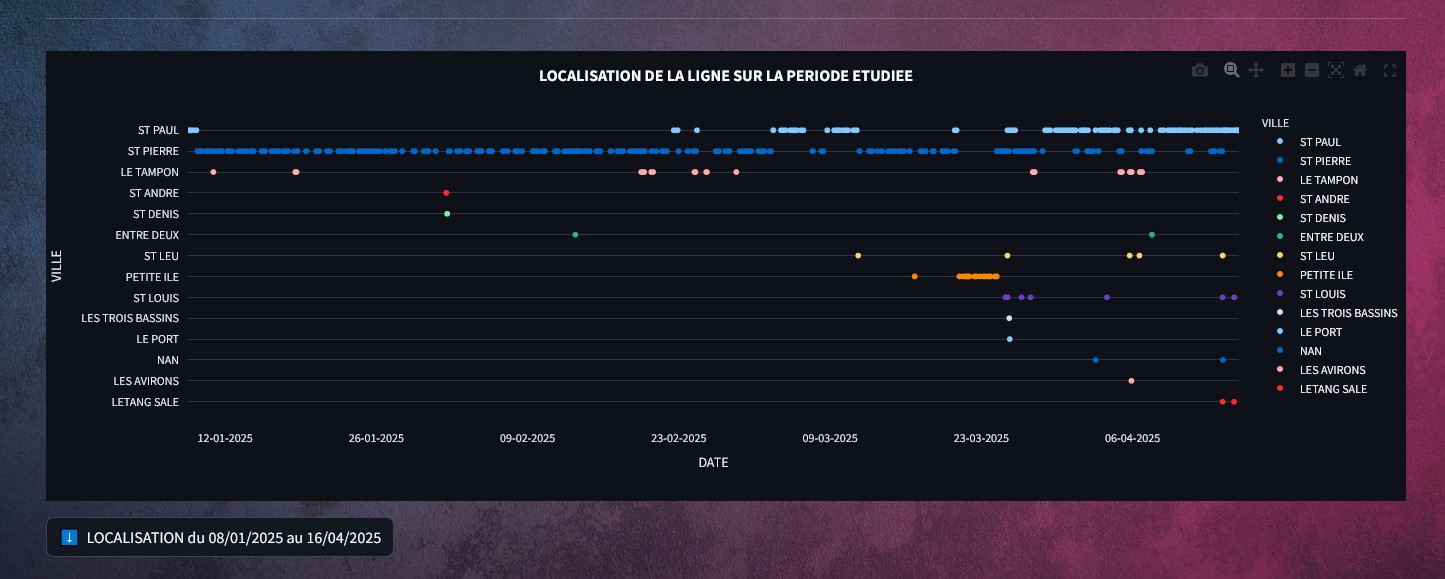 LOCALISATION DE LA LIGNE SUR LA PERIODE ETUDIEE
VILLE
ST PAUL
ST PIERRE
LE TAMPON
ST ANDRE
ST DENIS
ENTRE DEUX
ST LEU
PETITE ILE
ST LOUIS
LES TROIS BASSINS
LE PORT
NAN
LES AVIRONS
LETANG SALE
12-01-2025
26-01-2025
09-02-2025
23-02-2025
09-03-2025
23-03-2025
06-04-2025
DATE
VILLE
ST PAUL
ST PIERRE
LE TAMPON
ST ANDRE
ST DENIS
ENTRE DEUX
ST LEU
PETITE ILE
ST LOUIS
LES TROIS BASSINS
LE PORT
NAN
LES AVIRONS
LETANG SALE
LOCALISATION du 08/01/2025 au 16/04/2025